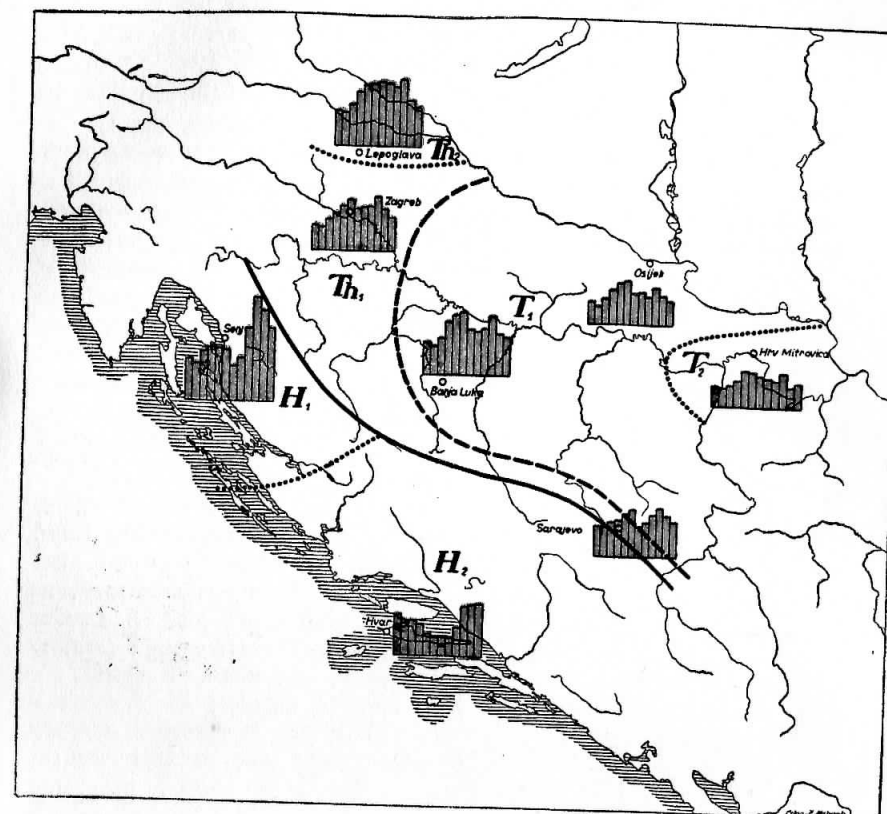 Lepoglava
Th₂
Zagreb
Th₁
Osijek
T₁
T₂
Hrv Mitrovica
Senj
Banja Luka
H₁
Sarajevo
H₂
Hvar